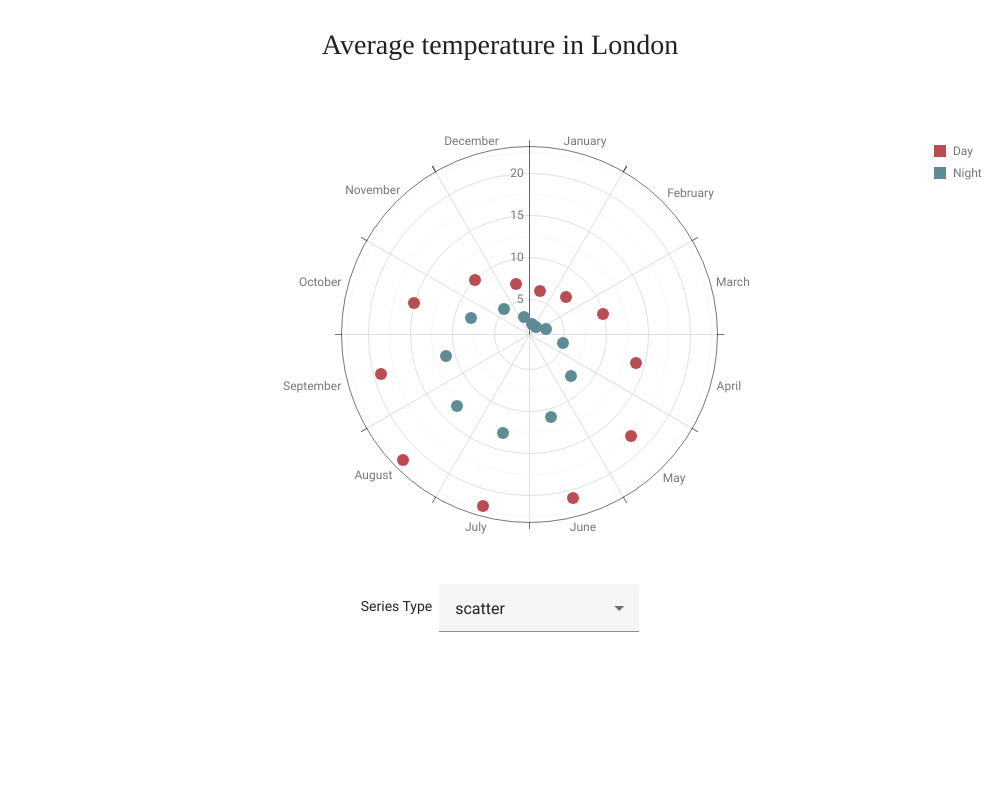 Average temperature in London
December
January
Day
Night
November
February
20
15
10
5
October
March
September
April
August
May
July
June
Series Type
scatter